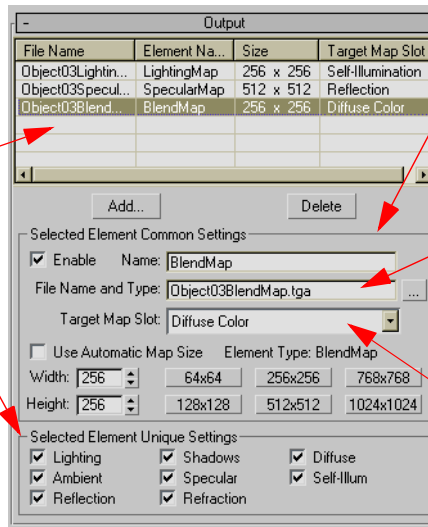 - Output
File Name Element Na... Size Target Map Slot
Object03Lightin... LightingMap 256 x 256 Self-Illumination
Object03Specul... SpecularMap 512 x 512 Reflection
Object03Blend... BlendMap 256 x 256 Diffuse Color
Add... Delete
Selected Element Common Settings
Enable Name: BlendMap
File Name and Type: Object03BlendMap.tga ...
Target Map Slot: Diffuse Color
Use Automatic Map Size Element Type: BlendMap
Width: 256 64x64 256x256 768x768
Height: 256 128x128 512x512 1024x1024
Selected Element Unique Settings
Lighting Shadows Diffuse
Ambient Specular Self-Illum
Reflection Refraction